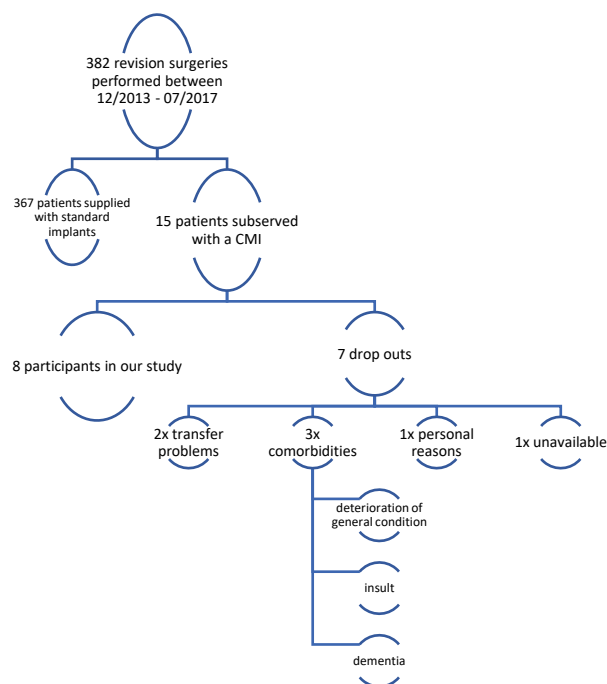 382 revision surgeries
performed between
12/2013 - 07/2017
367 patients supplied
with standard
implants
15 patients subserved
with a CMI
8 participants in our study
7 drop outs
2x transfer
problems
3x
comorbidities
1x personal
reasons
1x unavailable
deterioration of
general condition
insult
dementia